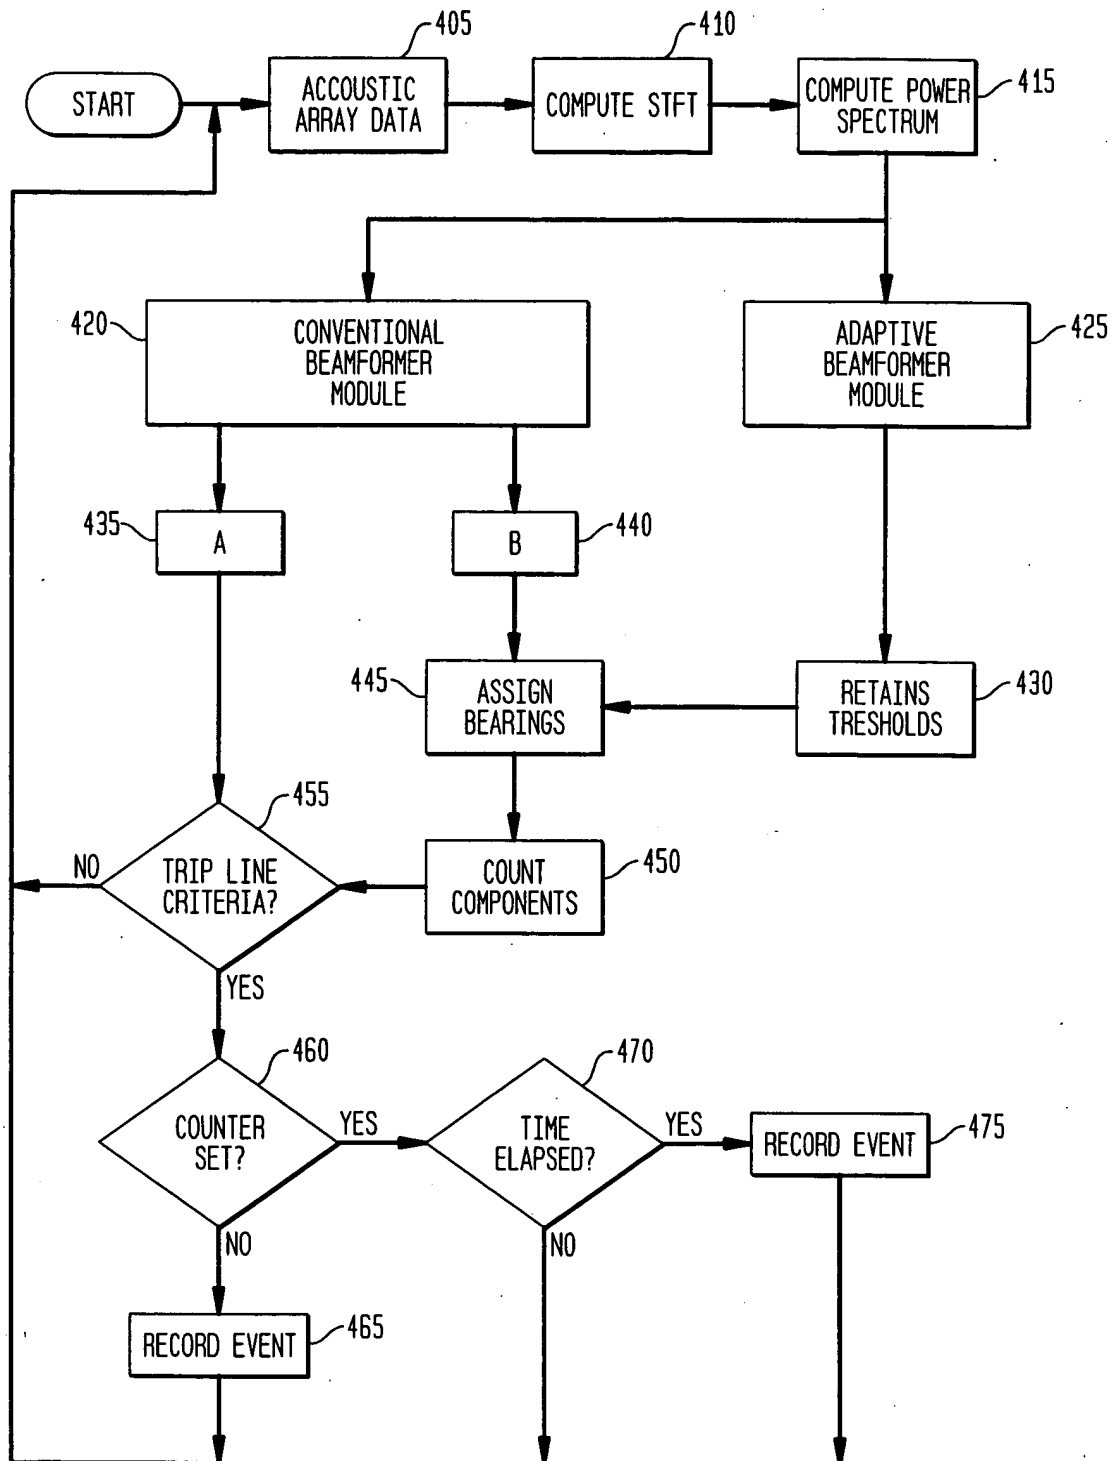 405
410
START
ACCOUSTIC
ARRAY DATA
COMPUTE STFT
COMPUTE POWER
SPECTRUM
415
420
CONVENTIONAL
BEAMFORMER
MODULE
ADAPTIVE
BEAMFORMER
MODULE
425
435
A
B
440
445
ASSIGN
BEARINGS
RETAINS
TRESHOLDS
430
455
NO
TRIP LINE
CRITERIA?
COUNT
COMPONENTS
450
YES
460
470
COUNTER
SET?
YES
TIME
ELAPSED?
YES
RECORD EVENT
475
NO
NO
RECORD EVENT
465